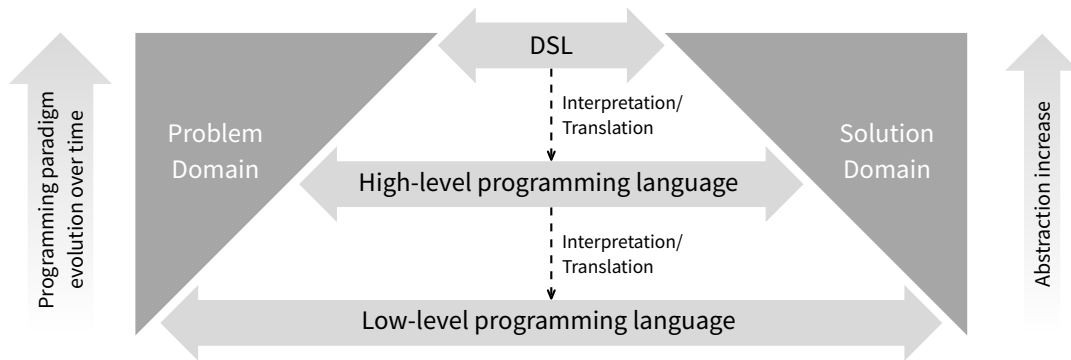 Programming paradigm
evolution over time
Problem
Domain
DSL
Interpretation/
Translation
High-level programming language
Interpretation/
Translation
Low-level programming language
Solution
Domain
Abstraction increase